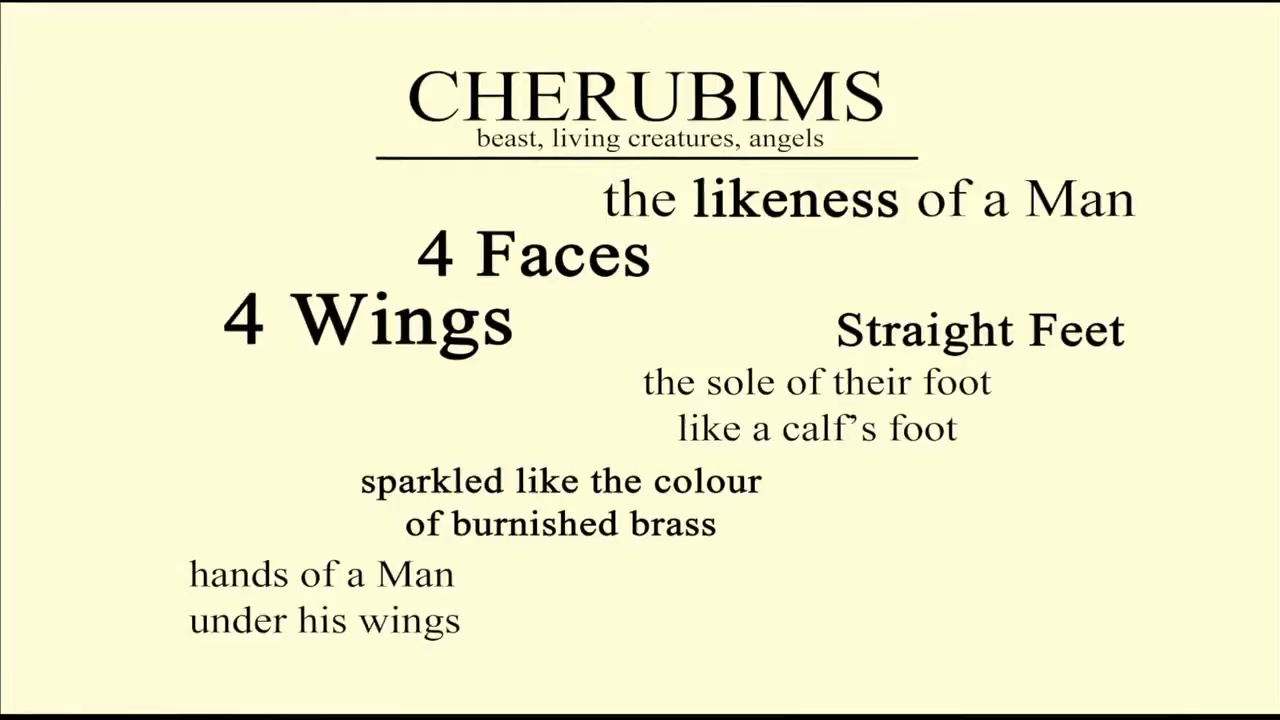 CHERUBIMS
beast, living creatures, angels
the likeness of a Man
4 Faces
4 Wings
Straight Feet
the sole of their foot
like a calf’s foot
sparkled like the colour
of burnished brass
hands of a Man
under his wings